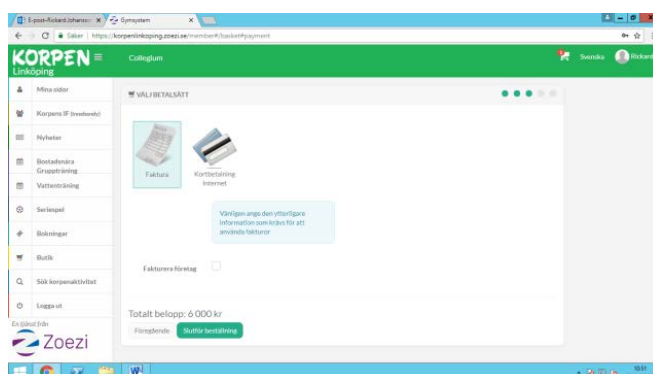 E-post-Rickard.Johansso
Gymsystem
Säker
https://korpenlinkoping.zoezi.se/member#/basket#payment
KORPEN
Linköping
Collegium
Svenska
Rickard
Mina sidor
Korpens IF (trendsandy)
Nyheter
Bostadsnära
Gruppträning
Vattenträning
Seriespel
Bokningar
Butik
Sök korpenaktivitet
Logga ut
En tjänst från
Zoezi
VÄLJ BETALSÄTT
Faktura
Kortbetalning
Internet
Vänligen ange den ytterligare
information som krävs för att
använda fakturor
Fakturera företag
Totalt belopp: 6 000 kr
Föregående
Slutför beställning
10:51